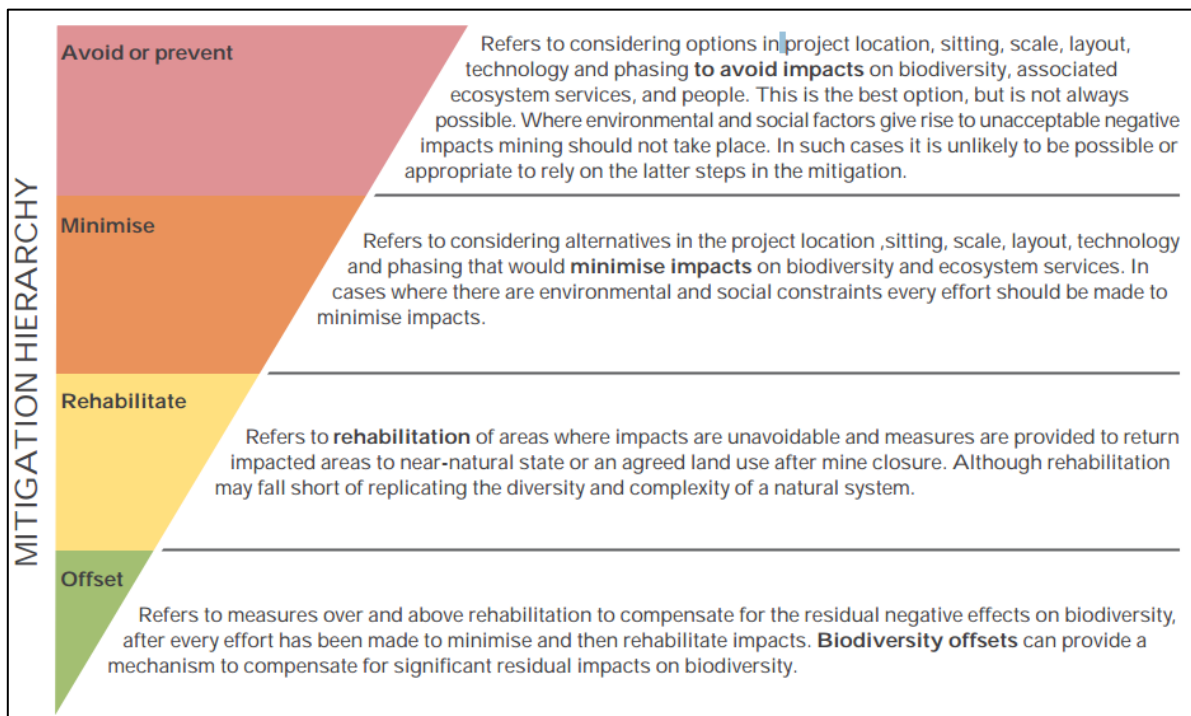 MITIGATION HIERARCHY
Avoid or prevent
Refers to considering options in project location, sitting, scale, layout,
technology and phasing to avoid impacts on biodiversity, associated
ecosystem services, and people. This is the best option, but is not always
possible. Where environmental and social factors give rise to unacceptable negative
impacts mining should not take place. In such cases it is unlikely to be possible or
appropriate to rely on the latter steps in the mitigation.
Minimise
Refers to considering alternatives in the project location ,sitting, scale, layout, technology
and phasing that would minimise impacts on biodiversity and ecosystem services. In
cases where there are environmental and social constraints every effort should be made to
minimise impacts.
Rehabilitate
Refers to rehabilitation of areas where impacts are unavoidable and measures are provided to return
impacted areas to near-natural state or an agreed land use after mine closure. Although rehabilitation
may fall short of replicating the diversity and complexity of a natural system.
Offset
Refers to measures over and above rehabilitation to compensate for the residual negative effects on biodiversity,
after every effort has been made to minimise and then rehabilitate impacts. Biodiversity offsets can provide a
mechanism to compensate for significant residual impacts on biodiversity.